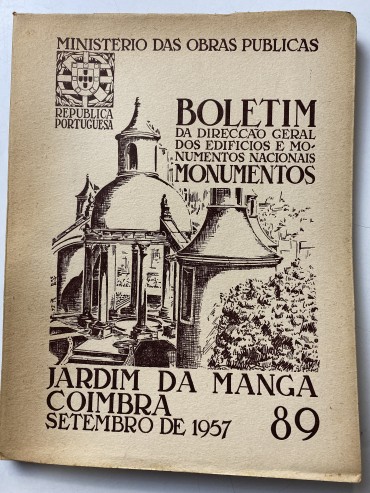 MINISTERIO DAS OBRAS PUBLICAS
REPUBLICA
PORTUGUESA
BOLETIM
DA DIRECCÃO GERAL
DOS EDIFICIOS E MO-
NUMENTOS NACIONAIS
MONUMENTOS
JARDIM DA MANGA
COIMBRA
SETEMBRO DE 1957 89